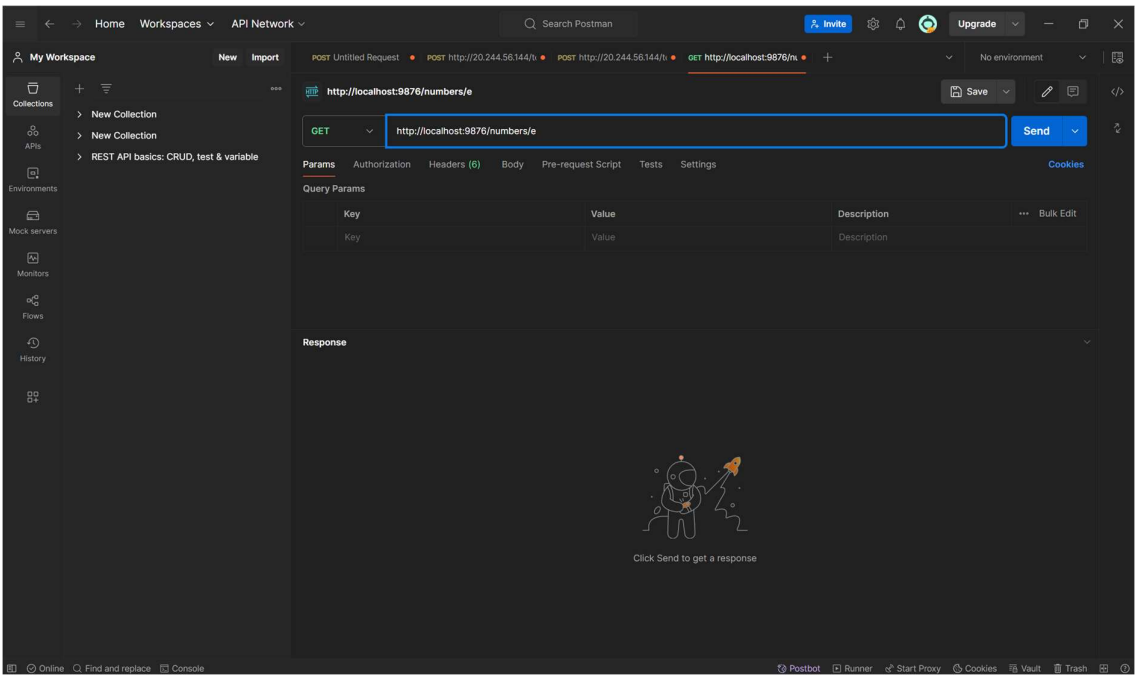 Home Workspaces API Network Search Postman Invite Upgrade
My Workspace New Import POST Untitled Request POST http://20.244.56.144/t POST http://20.244.56.144/t GET http://localhost:9876/nu No environment
Collections
APIs
Environments
Mock servers
Monitors
Flows
History
New Collection
New Collection
REST API basics: CRUD, test & variable
HTTP http://localhost:9876/numbers/e Save
GET http://localhost:9876/numbers/e Send
Params Authorization Headers (6) Body Pre-request Script Tests Settings Cookies
Query Params
Key Value Description Bulk Edit
Key Value Description
Response
Click Send to get a response
Online Find and replace Console Postbot Runner Start Proxy Cookies Vault Trash